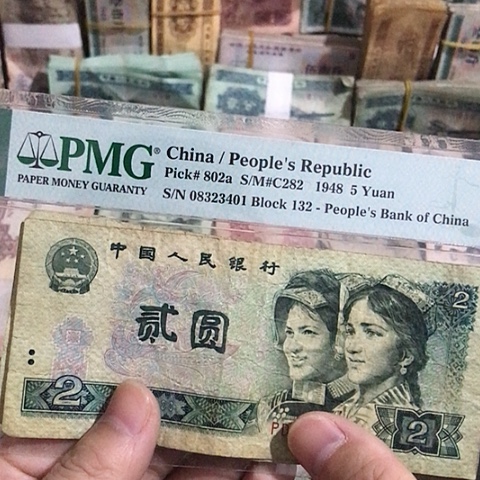 PMG®
PAPER MONEY GUARANTY
China / People's Republic
Pick# 802a S/M#C282 1948 5 Yuan
S/N 08323401 Block 132 - People's Bank of China
中国人民银行
贰圆
2
2
2